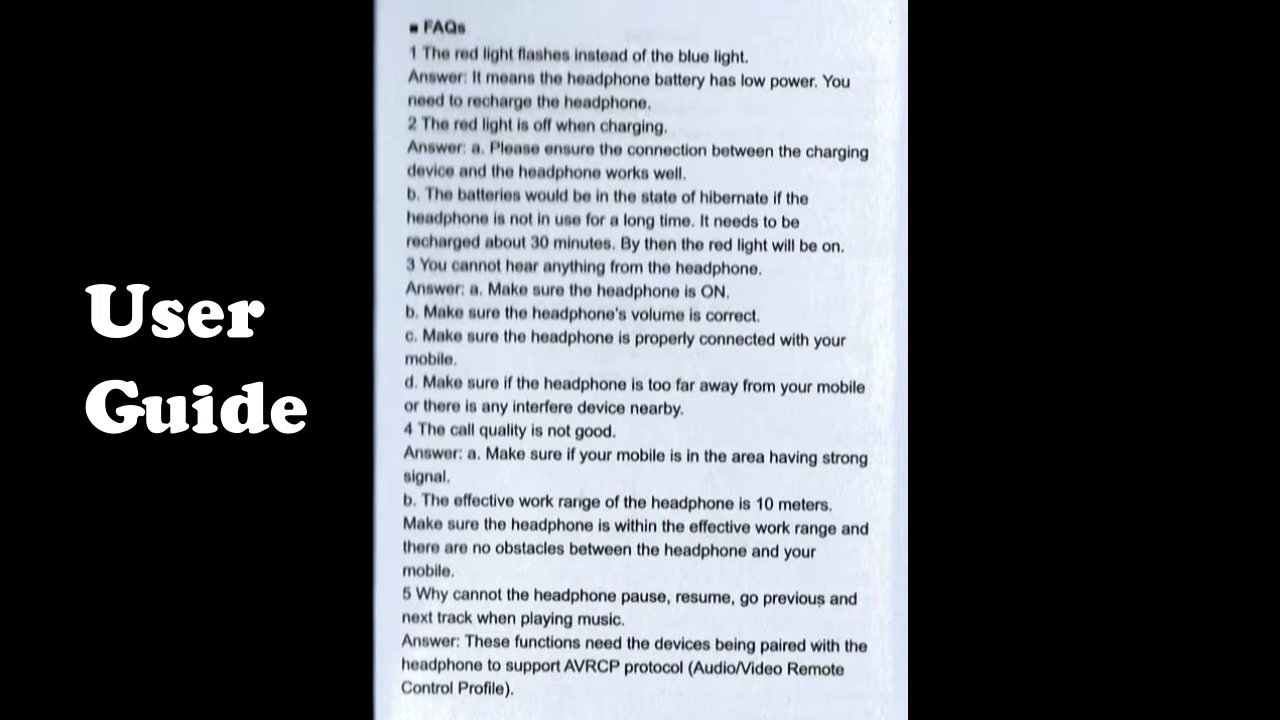 User
Guide
■ FAQs
1 The red light flashes instead of the blue light.
Answer: It means the headphone battery has low power. You
need to recharge the headphone.
2 The red light is off when charging.
Answer: a. Please ensure the connection between the charging
device and the headphone works well.
b. The batteries would be in the state of hibernate if the
headphone is not in use for a long time. It needs to be
recharged about 30 minutes. By then the red light will be on.
3 You cannot hear anything from the headphone.
Answer: a. Make sure the headphone is ON.
b. Make sure the headphone's volume is correct.
c. Make sure the headphone is properly connected with your
mobile.
d. Make sure if the headphone is too far away from your mobile
or there is any interfere device nearby.
4 The call quality is not good.
Answer: a. Make sure if your mobile is in the area having strong
signal.
b. The effective work range of the headphone is 10 meters.
Make sure the headphone is within the effective work range and
there are no obstacles between the headphone and your
mobile.
5 Why cannot the headphone pause, resume, go previous and
next track when playing music.
Answer: These functions need the devices being paired with the
headphone to support AVRCP protocol (Audio/Video Remote
Control Profile).